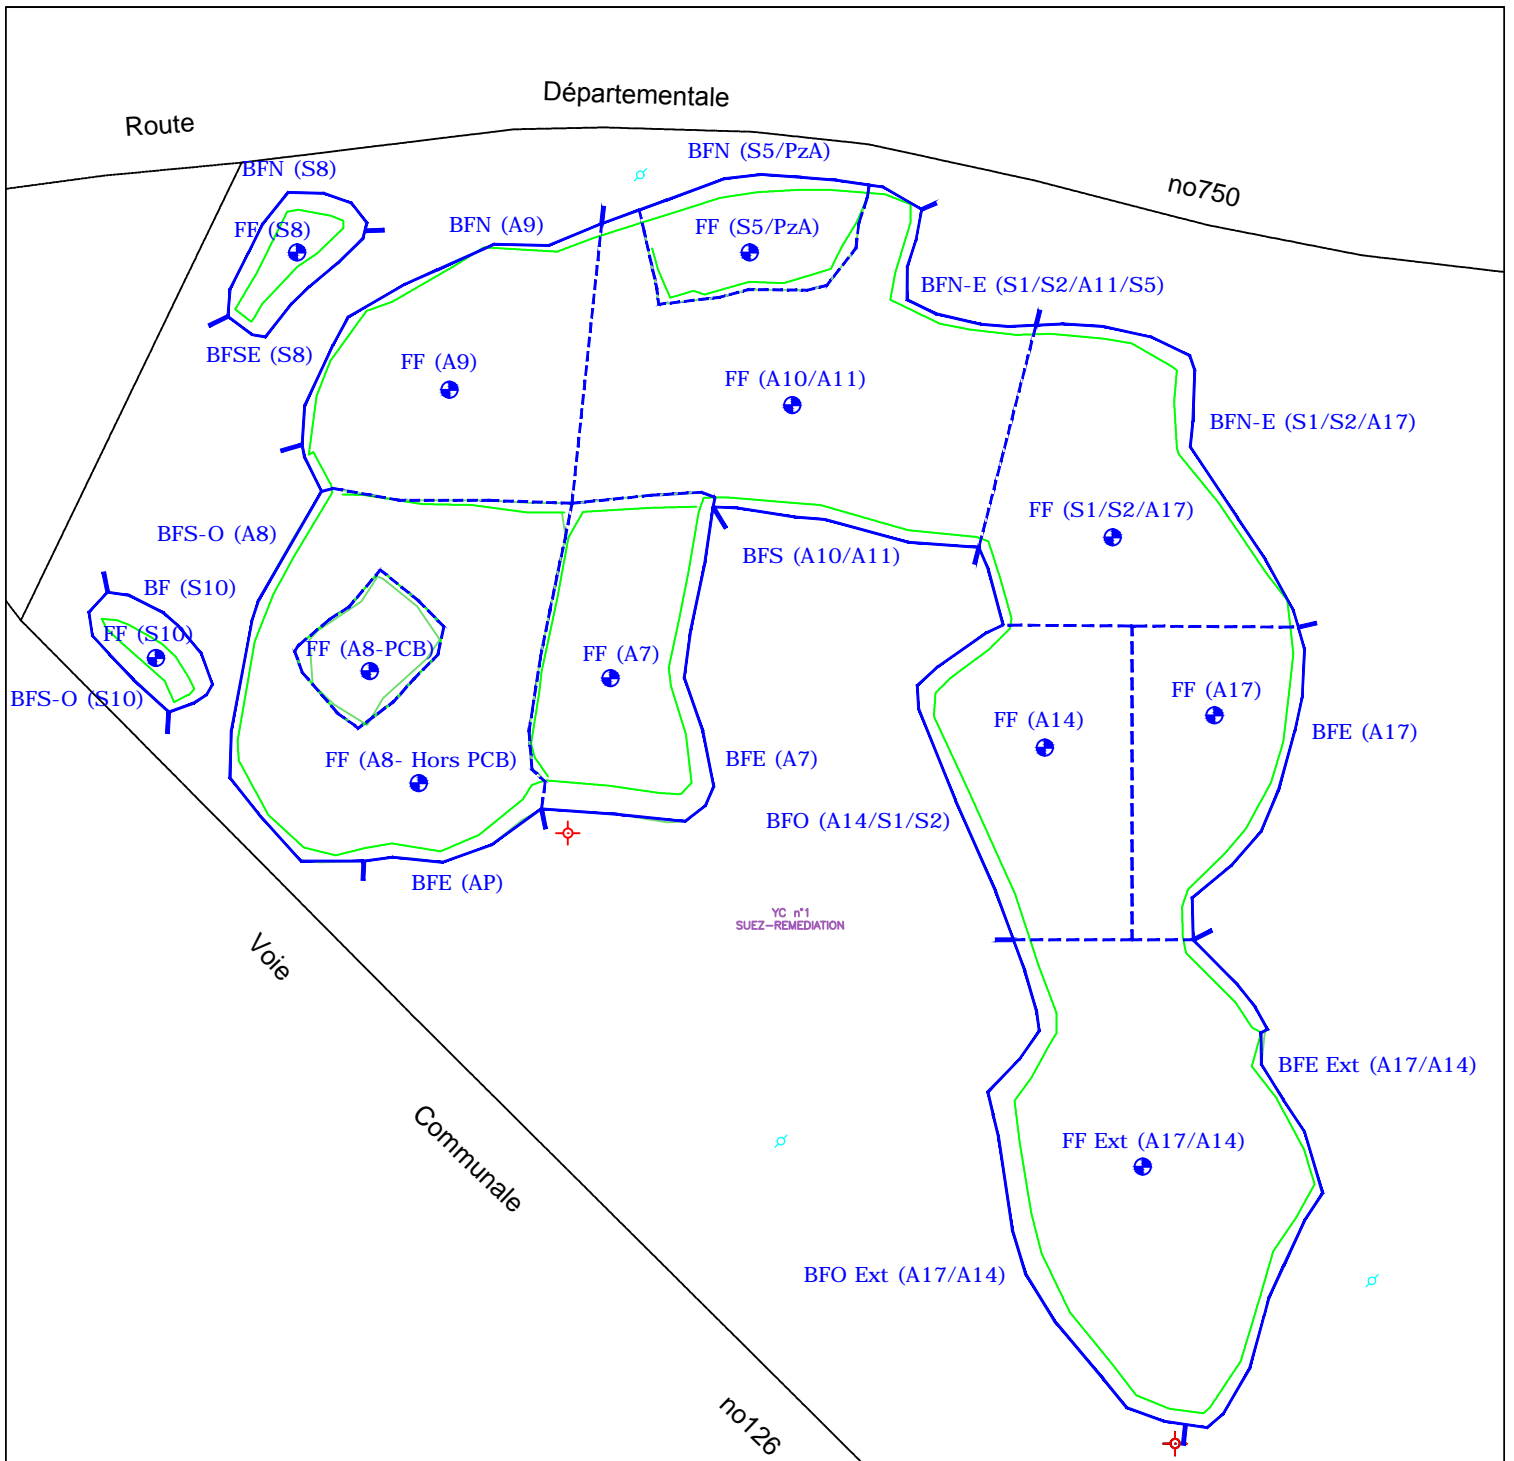 Départementale
Route
no750
BFN (S5/PzA)
BFN (S8)
BFN (A9)
FF (S5/PzA)
FF (S8)
BFN-E (S1/S2/A11/S5)
BFSE (S8)
FF (A9)
FF (A10/A11)
BFN-E (S1/S2/A17)
FF (S1/S2/A17)
BFS-O (A8)
BFS (A10/A11)
BF (S10)
FF (S10)
FF (A8-PCB)
FF (A7)
BFS-O (S10)
FF (A17)
FF (A14)
BFE (A17)
FF (A8- Hors PCB)
BFE (A7)
BFO (A14/S1/S2)
BFE (AP)
YC n°1
SUEZ-REMEDIATION
Voie
BFE Ext (A17/A14)
Communale
FF Ext (A17/A14)
BFO Ext (A17/A14)
no126